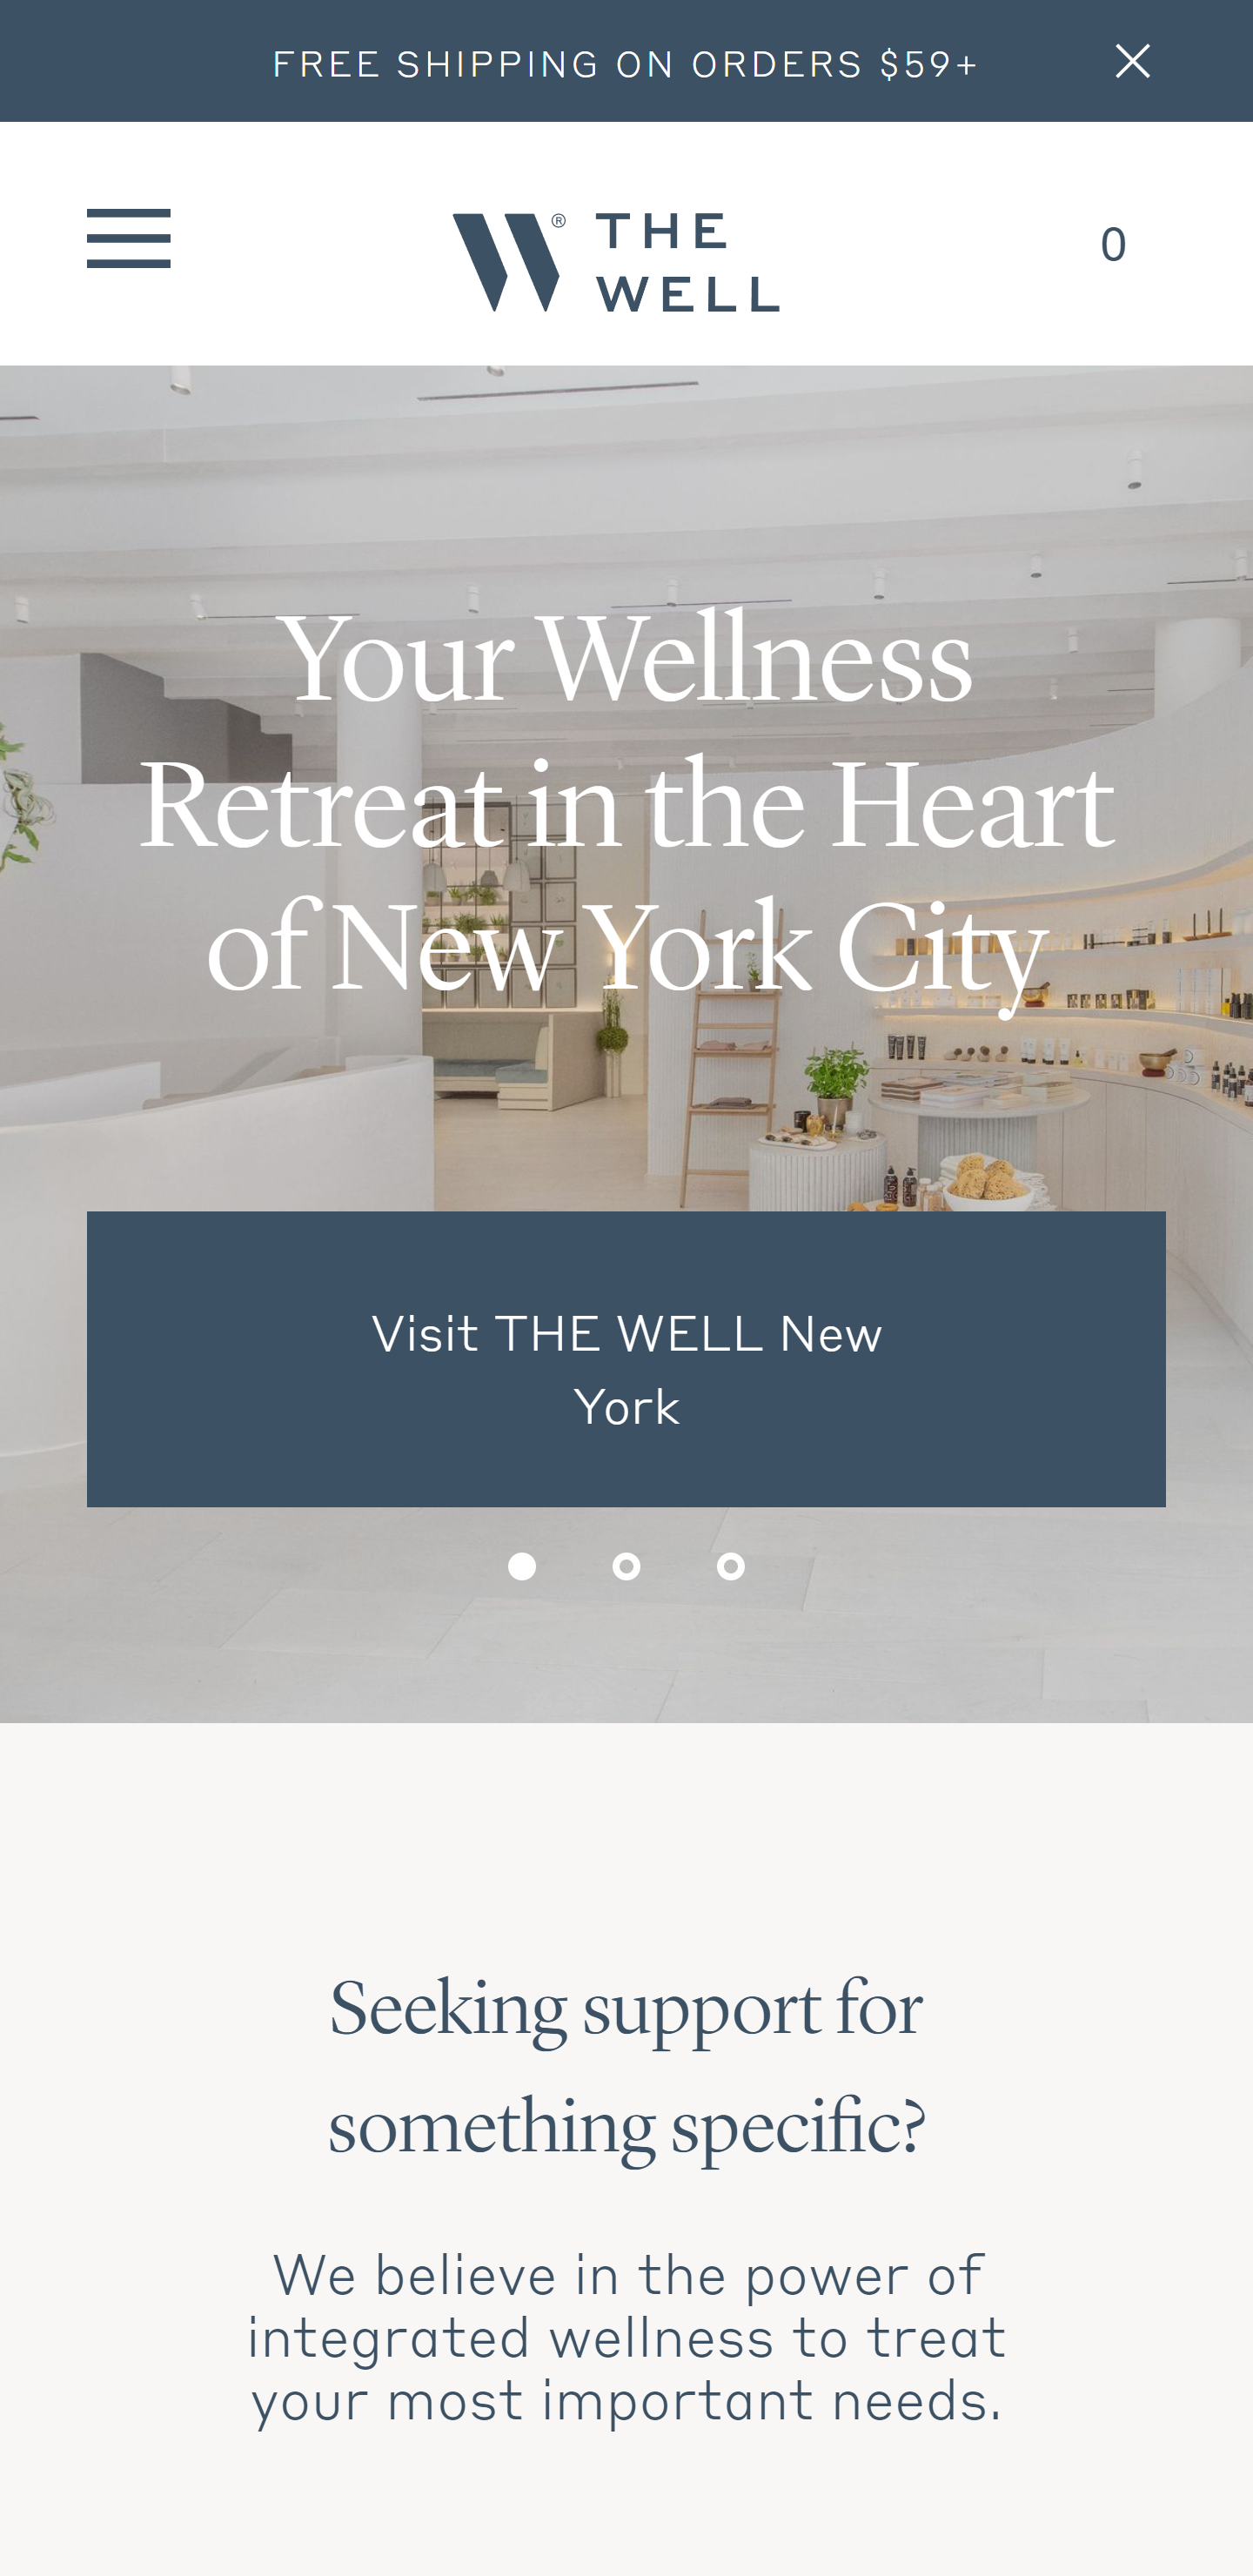 FREE SHIPPING ON ORDERS $59+
® THE
WELL
0
Your Wellness
Retreat in the Heart
of New York City
Visit THE WELL New
York
Seeking support for
something specific?
We believe in the power of
integrated wellness to treat
your most important needs.